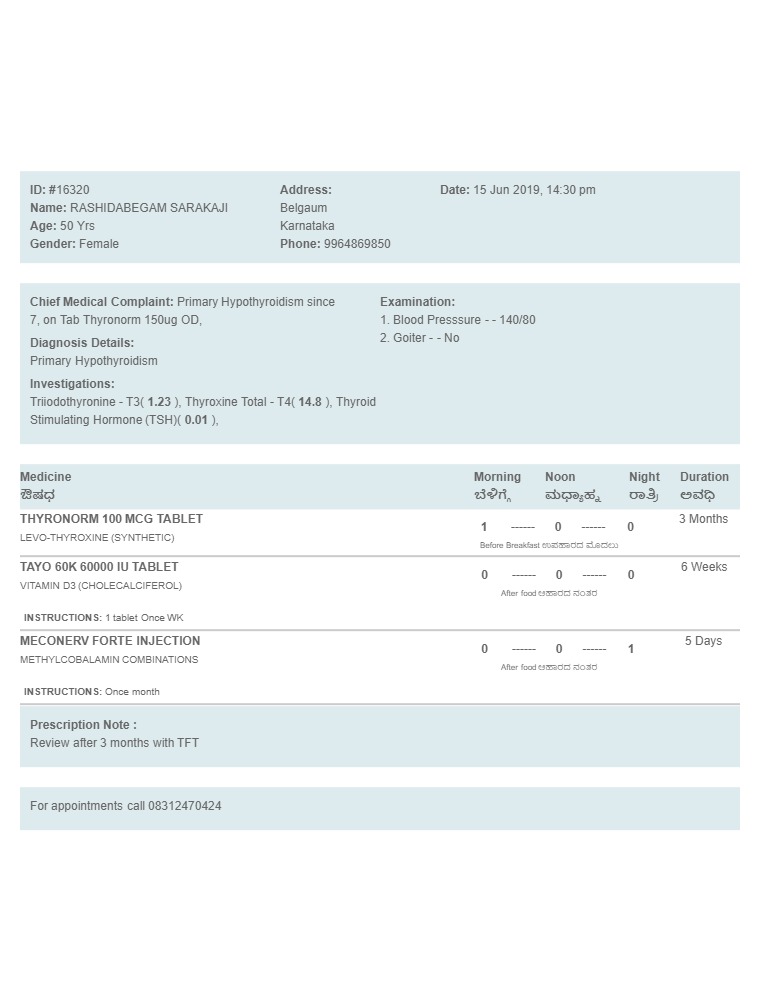 ID: #16320
Name: RASHIDABEGAM SARAKAJI
Age: 50 Yrs
Gender: Female
Address:
Belgaum
Karnataka
Phone: 9964869850
Date: 15 Jun 2019, 14:30 pm
Chief Medical Complaint: Primary Hypothyroidism since
7, on Tab Thyronorm 150ug OD,
Diagnosis Details:
Primary Hypothyroidism
Investigations:
Triiodothyronine - T3( 1.23 ), Thyroxine Total - T4( 14.8 ), Thyroid
Stimulating Hormone (TSH)( 0.01 ),
Examination:
1. Blood Presssure - - 140/80
2. Goiter - - No
Medicine Morning Noon Night Duration
ಔಷಧ ಬೆಳಿಗ್ಗೆ ಮಧ್ಯಾಹ್ನ ರಾತ್ರಿ ಅವಧಿ
THYRONORM 100 MCG TABLET 1 ------ 0 ------ 0 3 Months
LEVO-THYROXINE (SYNTHETIC) Before Breakfast ಉಪಹಾರದ ಮೊದಲು
TAYO 60K 60000 IU TABLET 0 ------ 0 ------ 0 6 Weeks
VITAMIN D3 (CHOLECALCIFEROL) After food ಆಹಾರದ ನಂತರ
INSTRUCTIONS: 1 tablet Once WK
MECONERV FORTE INJECTION 0 ------ 0 ------ 1 5 Days
METHYLCOBALAMIN COMBINATIONS After food ಆಹಾರದ ನಂತರ
INSTRUCTIONS: Once month
Prescription Note :
Review after 3 months with TFT
For appointments call 08312470424